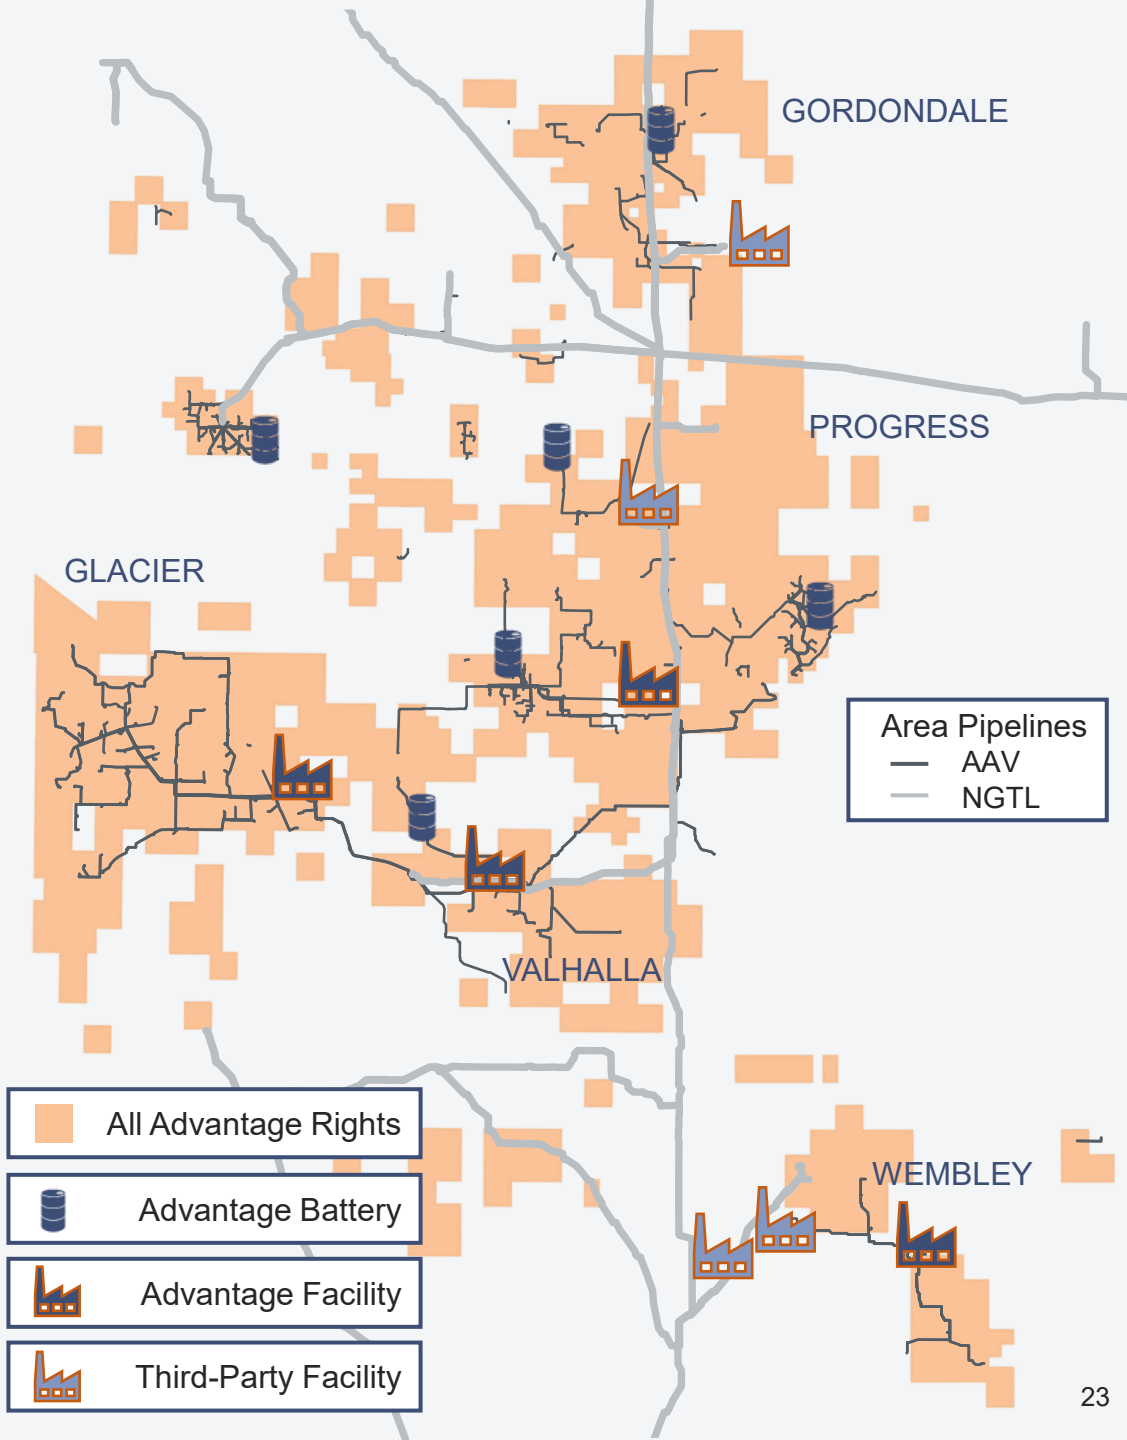 GORDONDALE
PROGRESS
GLACIER
Area Pipelines
AAV
NGTL
VALHALLA
All Advantage Rights
WEMBLEY
Advantage Battery
Advantage Facility
Third-Party Facility
23